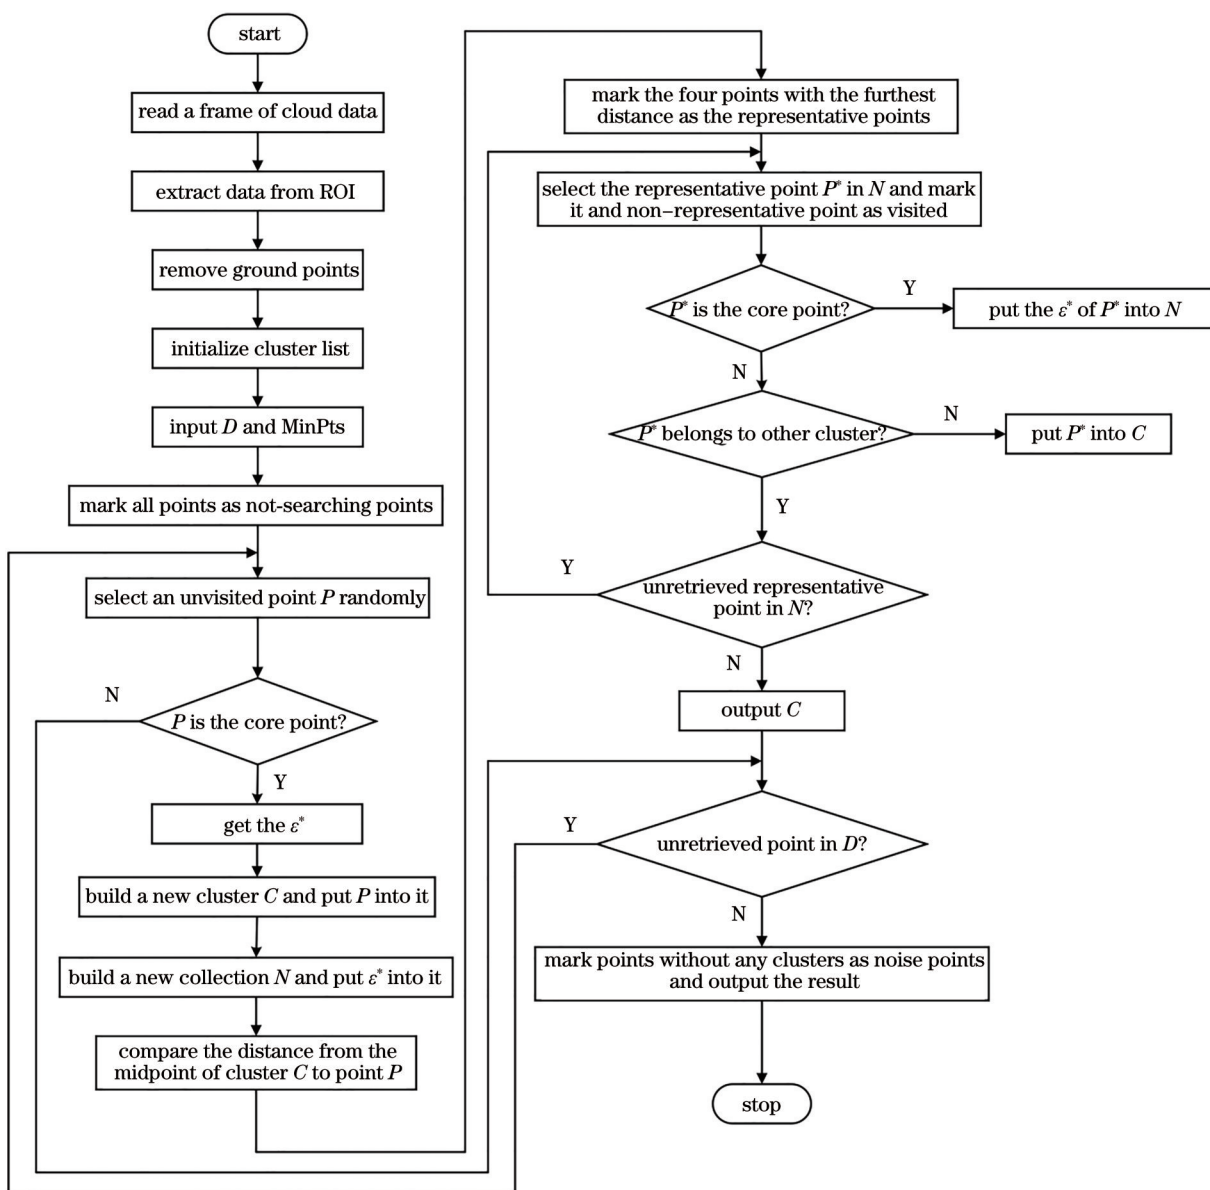 start
read a frame of cloud data
extract data from ROI
remove ground points
initialize cluster list
input D and MinPts
mark all points as not-searching points
select an unvisited point P randomly
N
P is the core point?
Y
get the ε*
build a new cluster C and put P into it
build a new collection N and put ε* into it
compare the distance from the
midpoint of cluster C to point P
mark the four points with the furthest
distance as the representative points
select the representative point P* in N and mark
it and non−representative point as visited
P* is the core point?
Y
put the ε* of P* into N
N
P* belongs to other cluster?
N
put P* into C
Y
Y
unretrieved representative
point in N?
N
output C
Y
unretrieved point in D?
N
mark points without any clusters as noise points
and output the result
stop